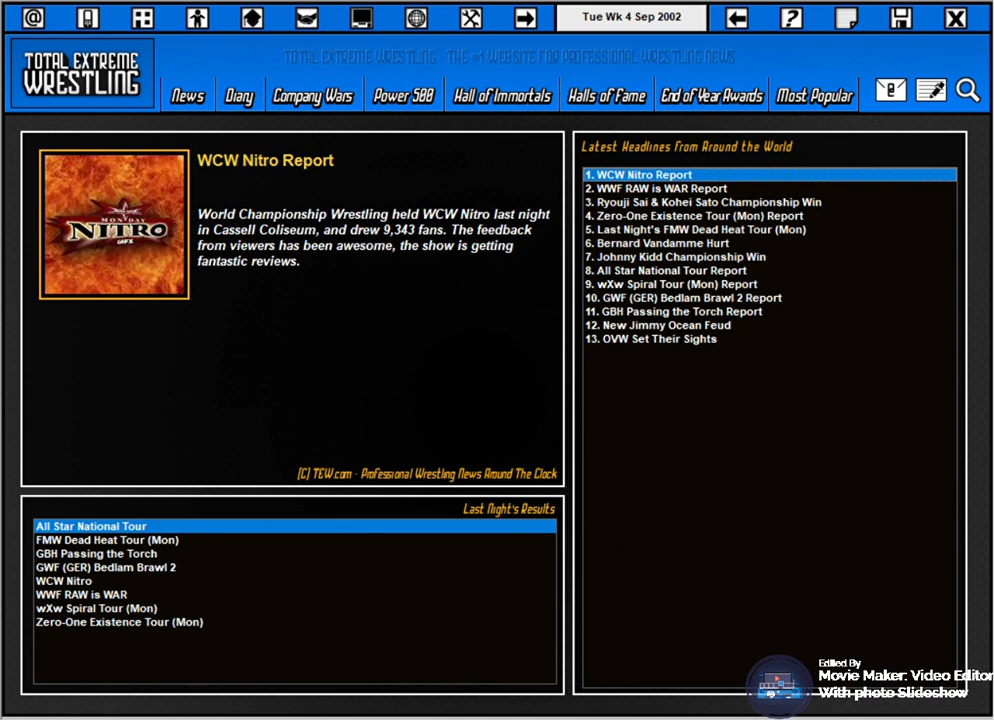 Tue Wk 4 Sep 2002
TOTAL EXTREME
WRESTLING
TOTAL EXTREME WRESTLING THE #1 WEBSITE FOR PROFESSIONAL WRESTLING NEWS
News
Diary
Company Wars
Power 500
Hall of Immortals
Halls of Fame
End of Year Awards
Most Popular
WCW Nitro Report
MONDAY
NITRO
World Championship Wrestling held WCW Nitro last night
in Cassell Coliseum, and drew 9,343 fans. The feedback
from viewers has been awesome, the show is getting
fantastic reviews.
(C) TEW.com - Professional Wrestling News Around The Clock
Latest Headlines From Around the World
1. WCW Nitro Report
2. WWF RAW is WAR Report
3. Ryouji Sai & Kohei Sato Championship Win
4. Zero-One Existence Tour (Mon) Report
5. Last Night's FMW Dead Heat Tour (Mon)
6. Bernard Vandamme Hurt
7. Johnny Kidd Championship Win
8. All Star National Tour Report
9. wXw Spiral Tour (Mon) Report
10. GWF (GER) Bedlam Brawl 2 Report
11. GBH Passing the Torch Report
12. New Jimmy Ocean Feud
13. OVW Set Their Sights
Last Night's Results
All Star National Tour
FMW Dead Heat Tour (Mon)
GBH Passing the Torch
GWF (GER) Bedlam Brawl 2
WCW Nitro
WWF RAW is WAR
wXw Spiral Tour (Mon)
Zero-One Existence Tour (Mon)
Edited By
Movie Maker: Video Editor
With photo Slideshow